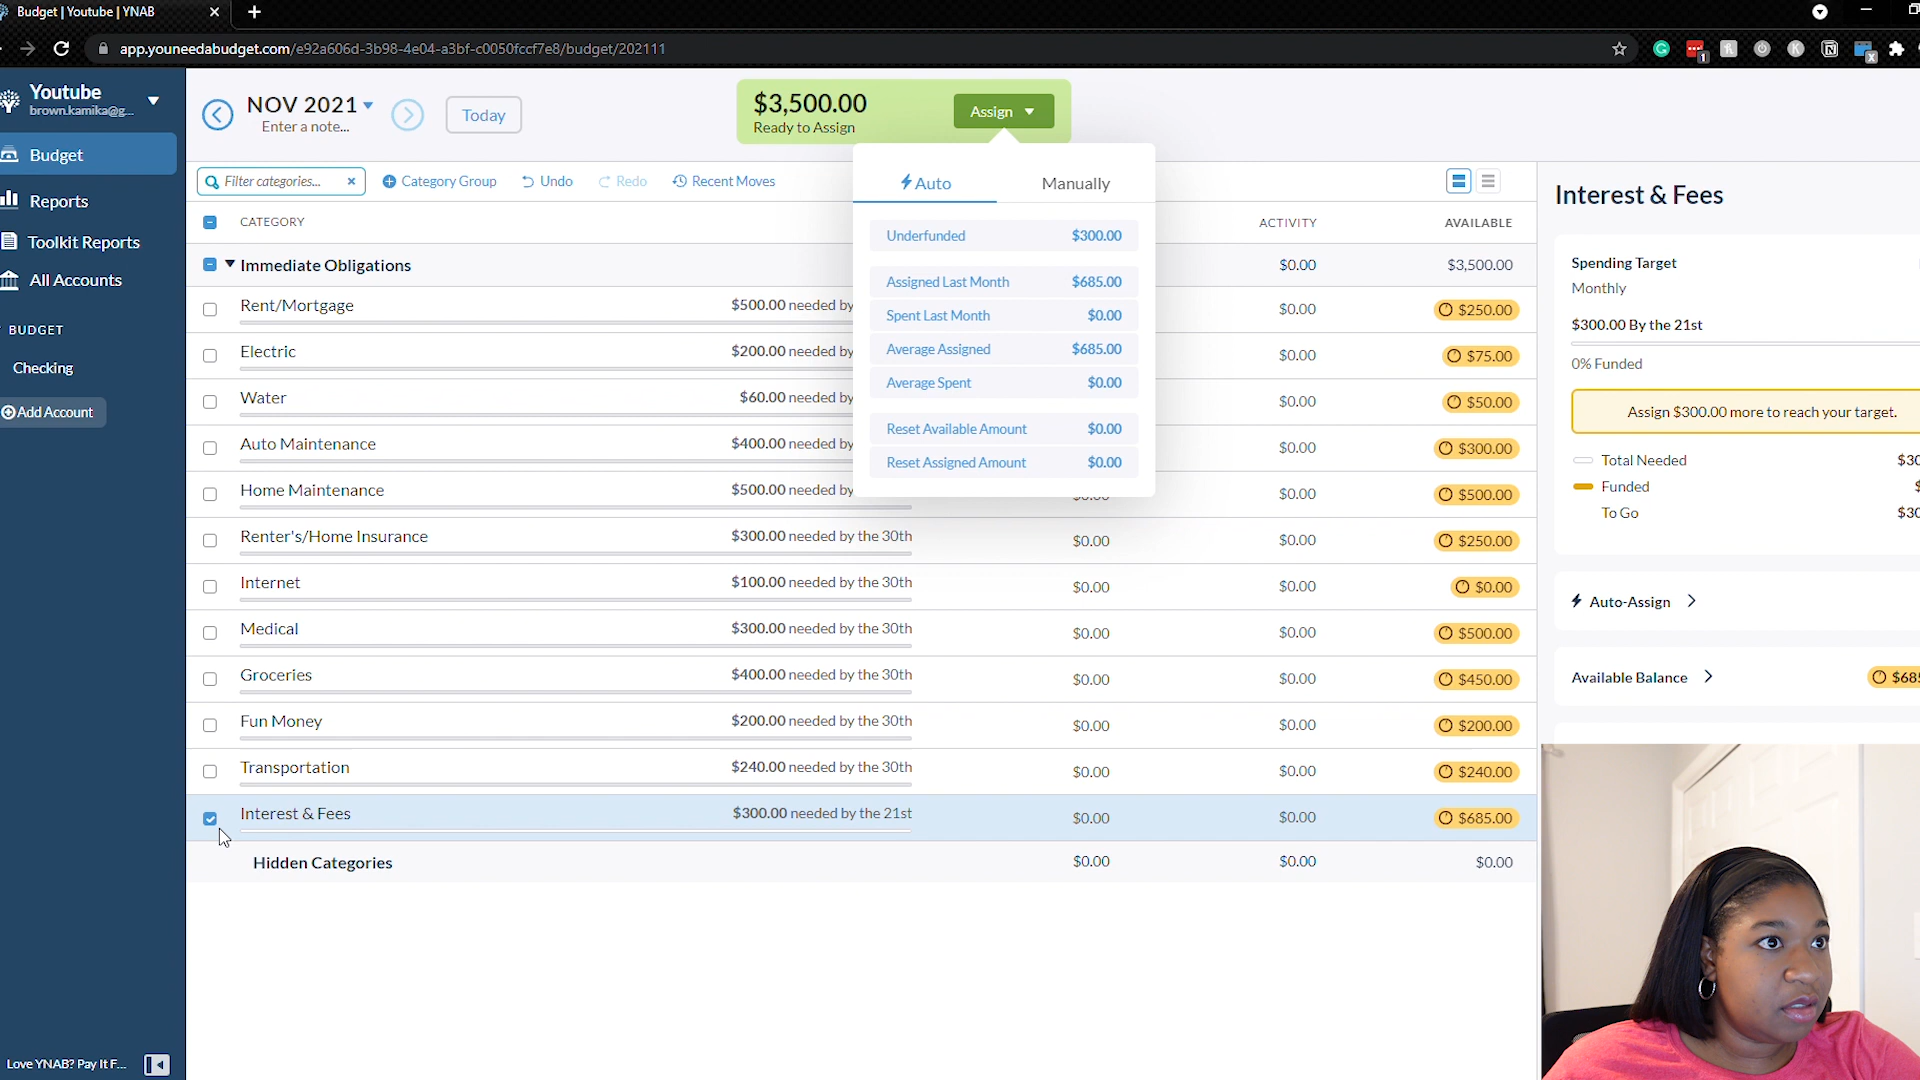 Budget | Youtube | YNAB
app.youneedabudget.com/e92a606d-3b98-4e04-a3bf-c0050fccf7e8/budget/202111
1
Youtube
brown.kamika@g...
Budget
Reports
Toolkit Reports
All Accounts
BUDGET
Checking
Add Account
Love YNAB? Pay It F...
NOV 2021
Enter a note...
Today
$3,500.00
Ready to Assign
Assign
Filter categories...
Category Group
Undo
Redo
Recent Moves
Auto
Manually
Underfunded $300.00
Assigned Last Month $685.00
Spent Last Month $0.00
Average Assigned $685.00
Average Spent $0.00
Reset Available Amount $0.00
Reset Assigned Amount $0.00
CATEGORY ACTIVITY AVAILABLE
Immediate Obligations $0.00 $3,500.00
Rent/Mortgage $500.00 needed by $0.00 $250.00
Electric $200.00 needed by $0.00 $75.00
Water $60.00 needed by $0.00 $50.00
Auto Maintenance $400.00 needed by $0.00 $300.00
Home Maintenance $500.00 needed by $0.00 $500.00
Renter's/Home Insurance $300.00 needed by the 30th $0.00 $0.00 $250.00
Internet $100.00 needed by the 30th $0.00 $0.00 $0.00
Medical $300.00 needed by the 30th $0.00 $0.00 $500.00
Groceries $400.00 needed by the 30th $0.00 $0.00 $450.00
Fun Money $200.00 needed by the 30th $0.00 $0.00 $200.00
Transportation $240.00 needed by the 30th $0.00 $0.00 $240.00
Interest & Fees $300.00 needed by the 21st $0.00 $0.00 $685.00
Hidden Categories $0.00 $0.00 $0.00
Interest & Fees
Spending Target
Monthly
$300.00 By the 21st
0% Funded
Assign $300.00 more to reach your target.
Total Needed $30
Funded $
To Go $30
Auto-Assign
Available Balance $685